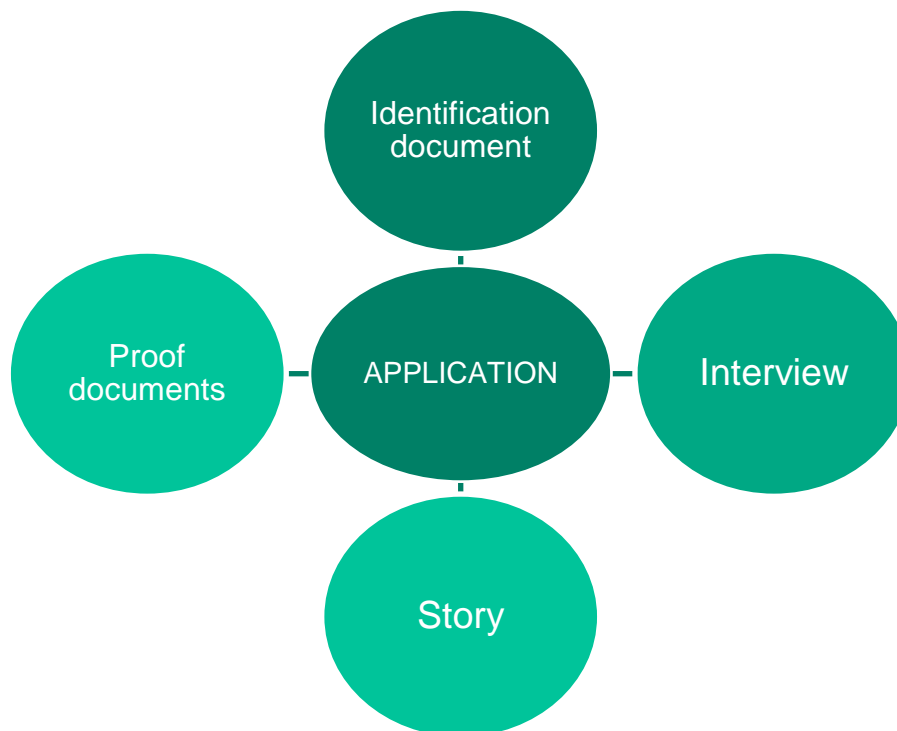 Identification
document
Proof
documents
APPLICATION
Interview
Story